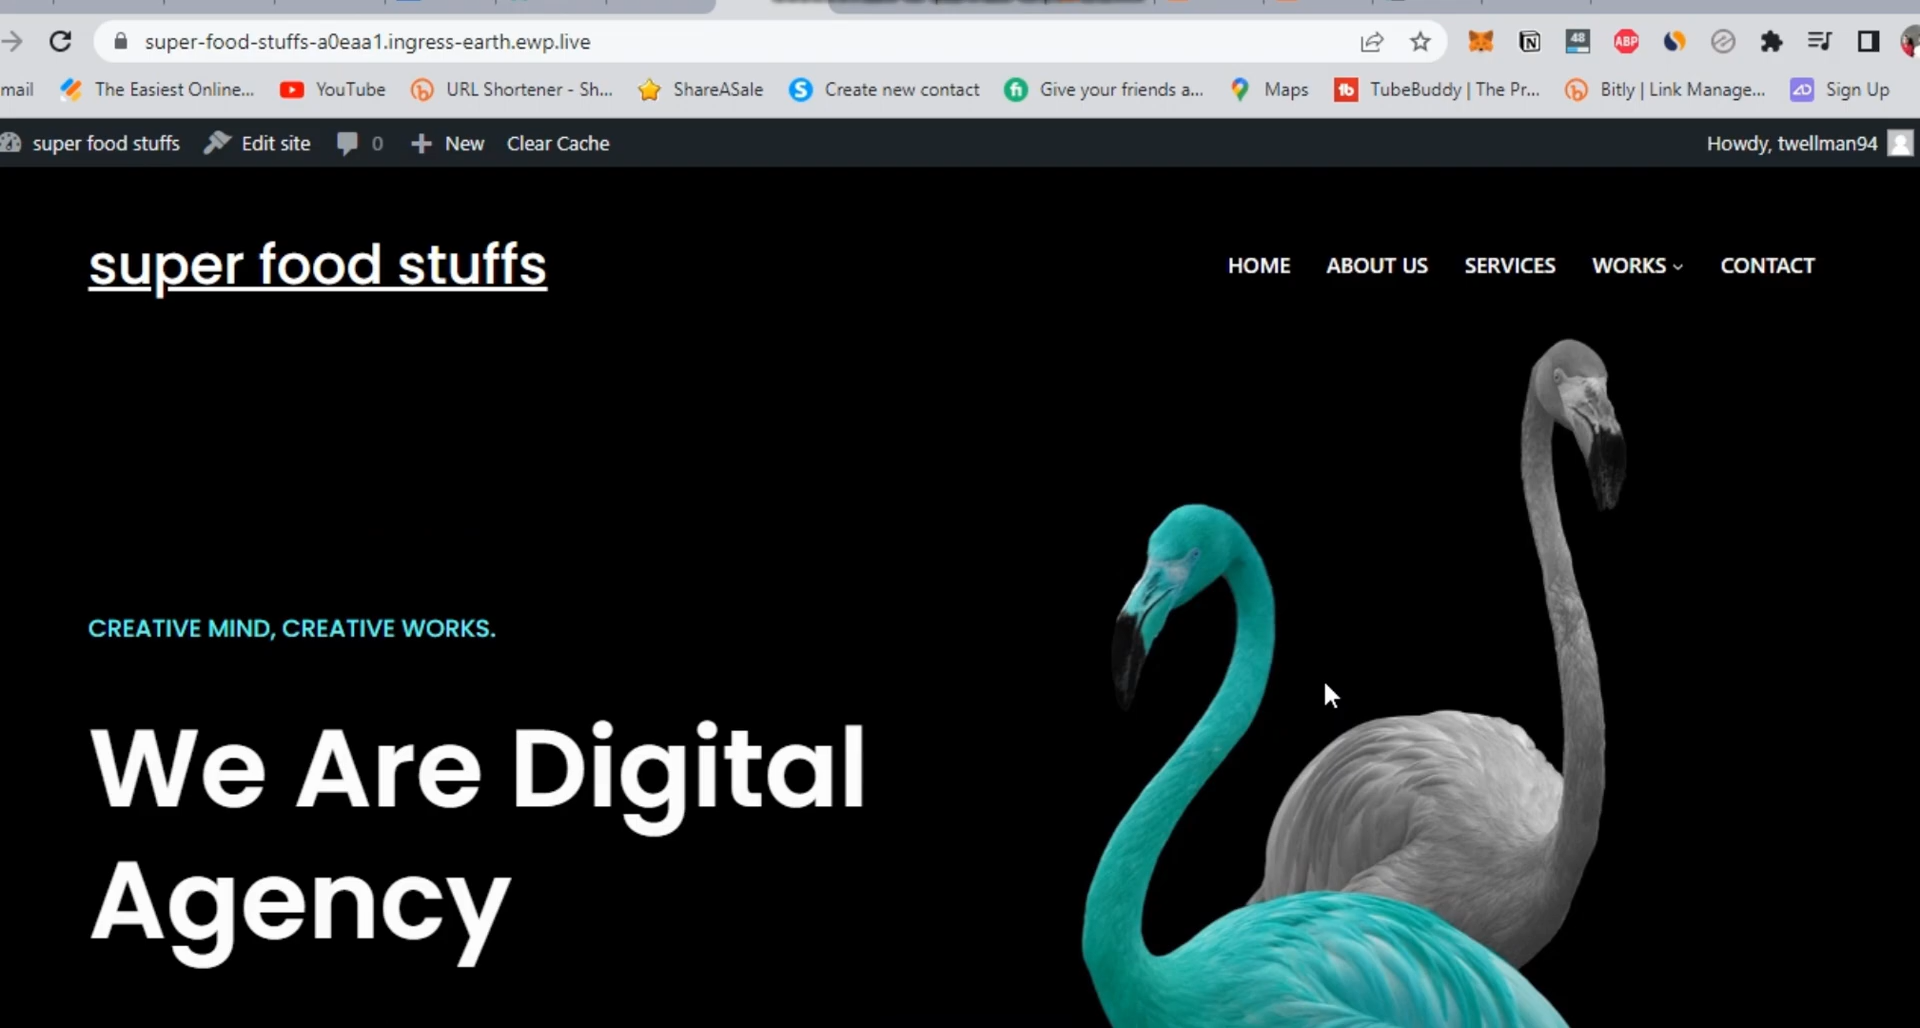 super-food-stuffs-a0eaa1.ingress-earth.ewp.live
48
ABP
mail The Easiest Online... YouTube URL Shortener - Sh... ShareASale Create new contact Give your friends a... Maps TubeBuddy | The Pr... Bitly | Link Manage... Sign Up
super food stuffs Edit site 0 New Clear Cache Howdy, twellman94
super food stuffs HOME ABOUT US SERVICES WORKS CONTACT
CREATIVE MIND, CREATIVE WORKS.
We Are Digital
Agency